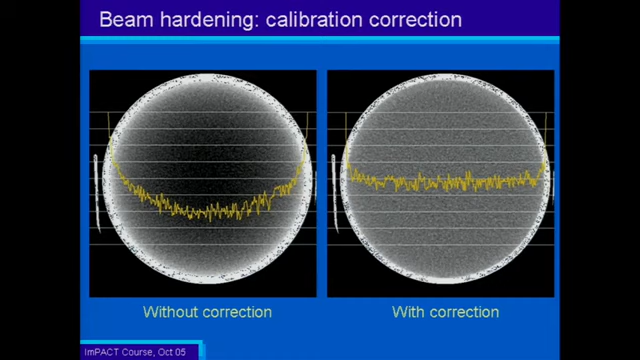 Beam hardening: calibration correction
Without correction
With correction
ImPACT Course, Oct 05